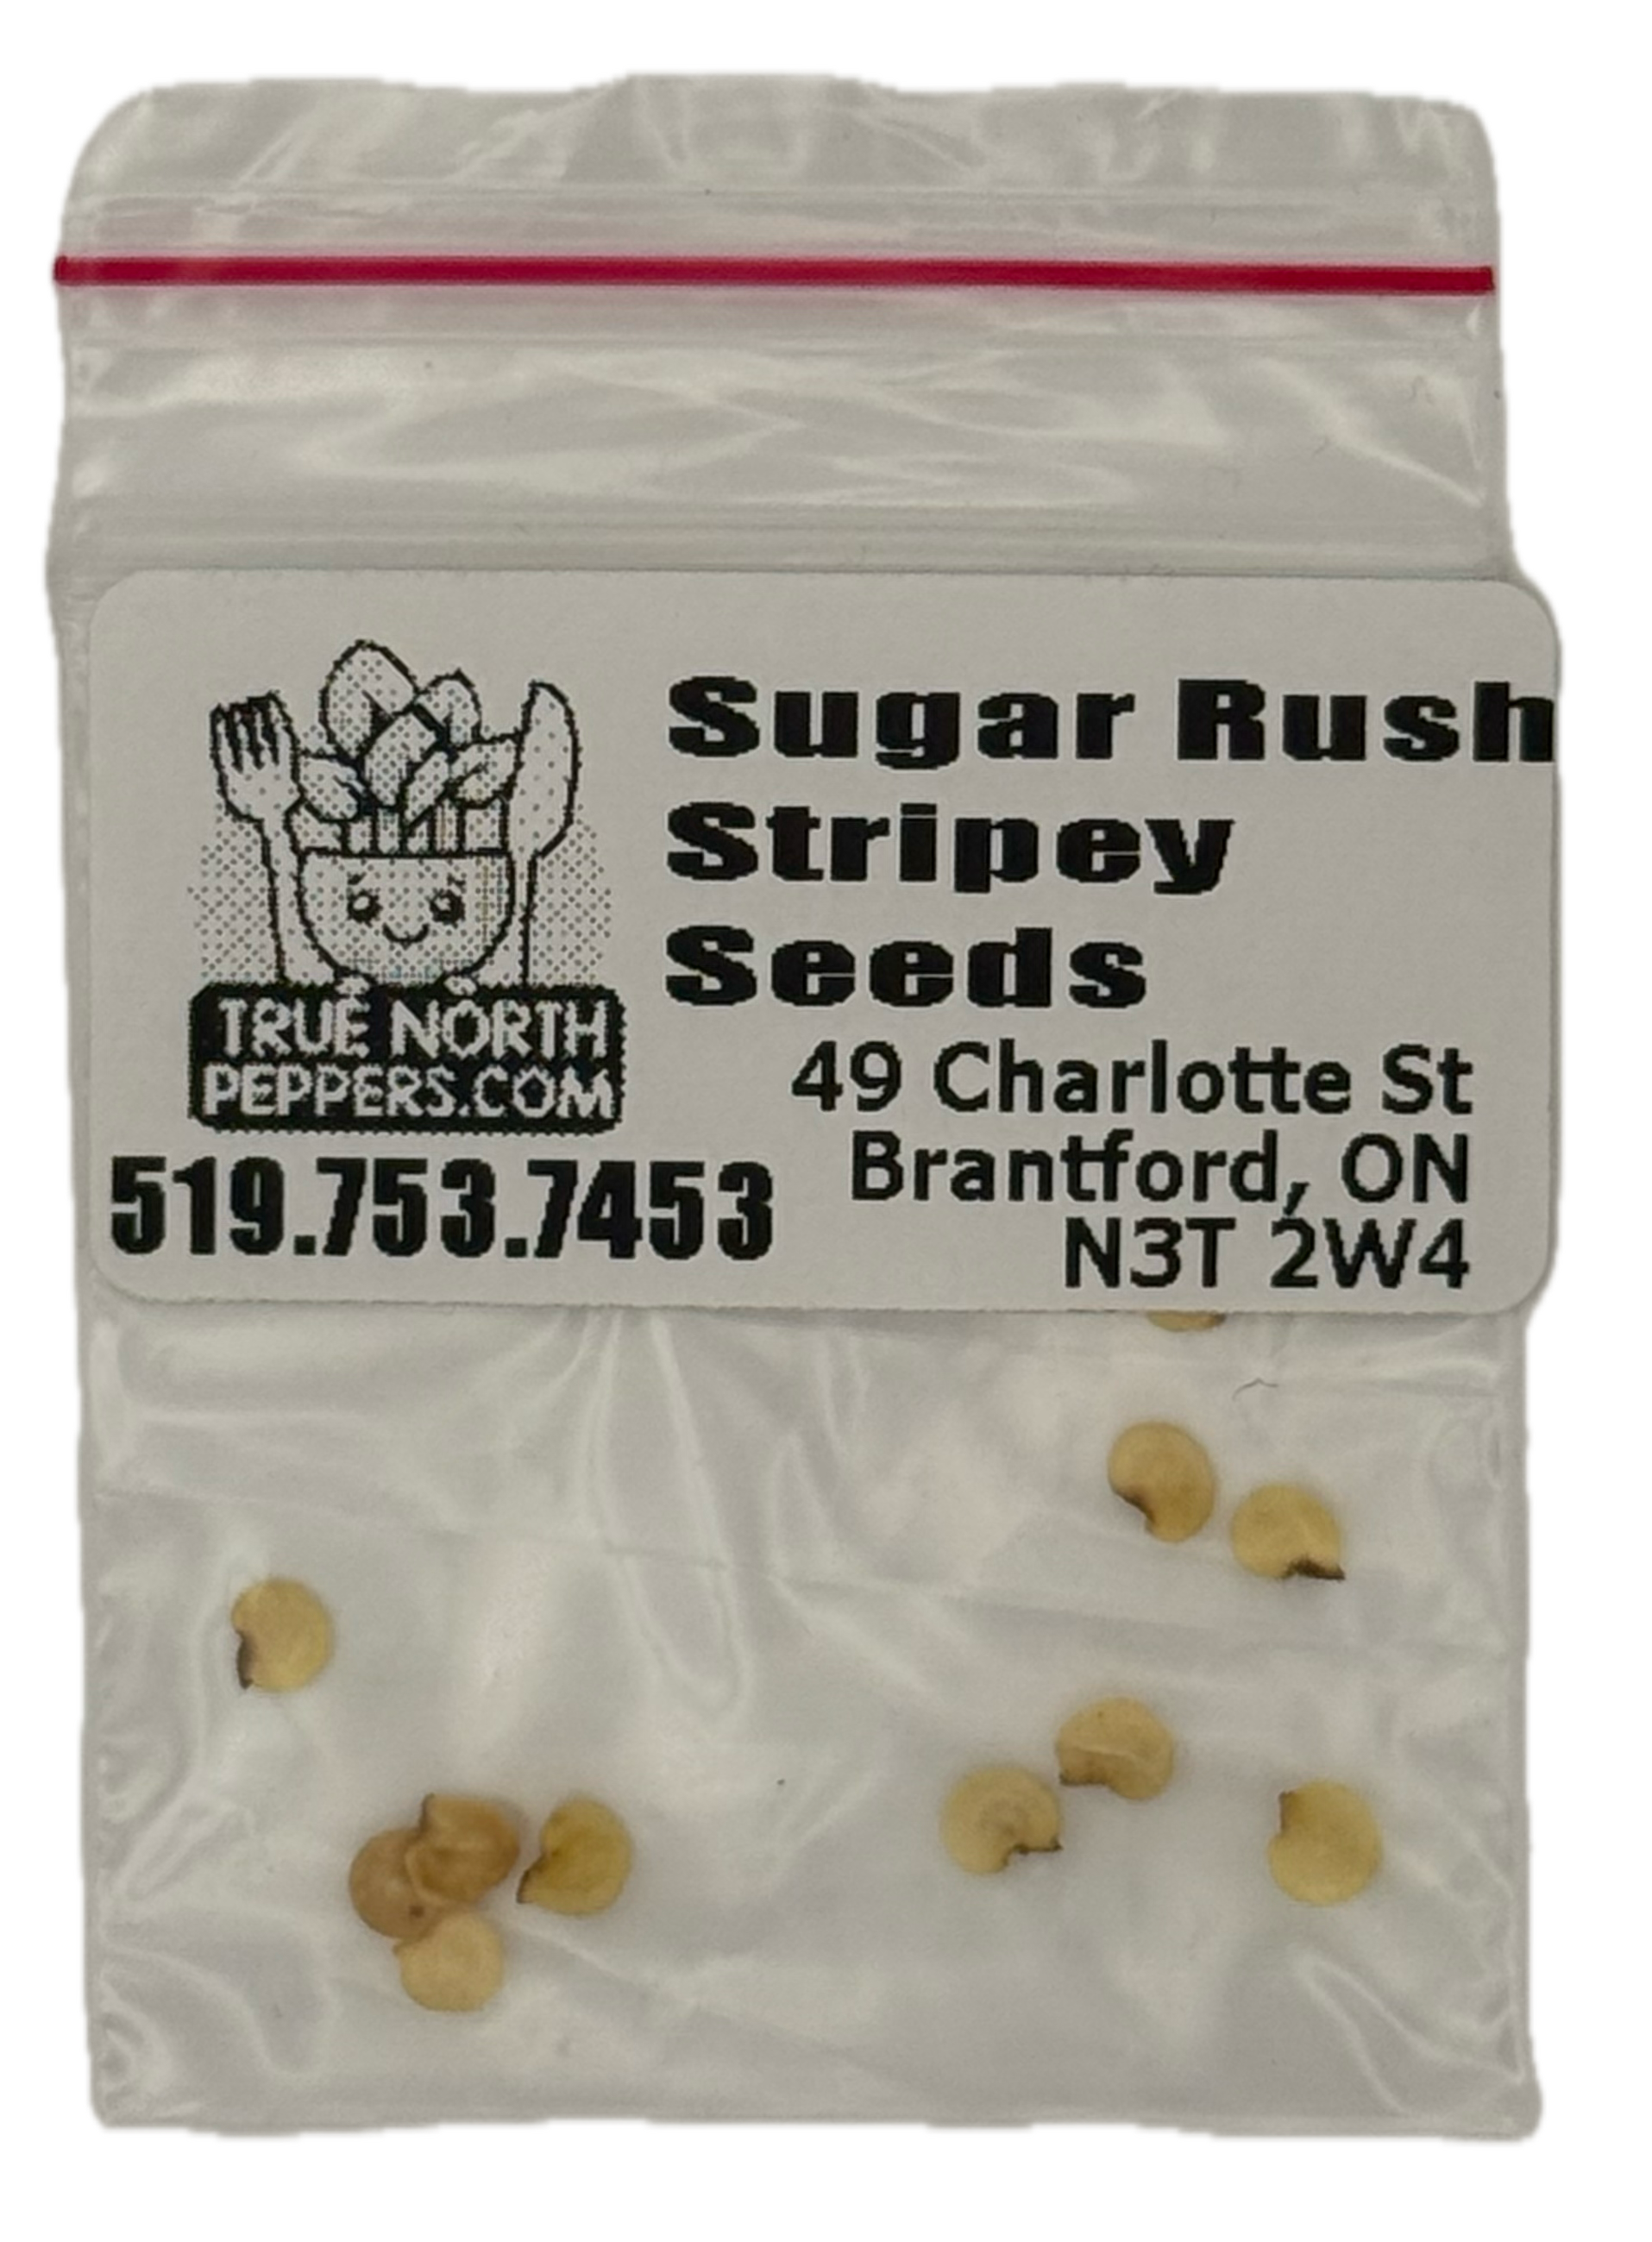 Sugar Rush
Stripey
Seeds
TRUE NORTH
PEPPERS.COM
49 Charlotte St
Brantford, ON
N3T 2W4
519.753.7453